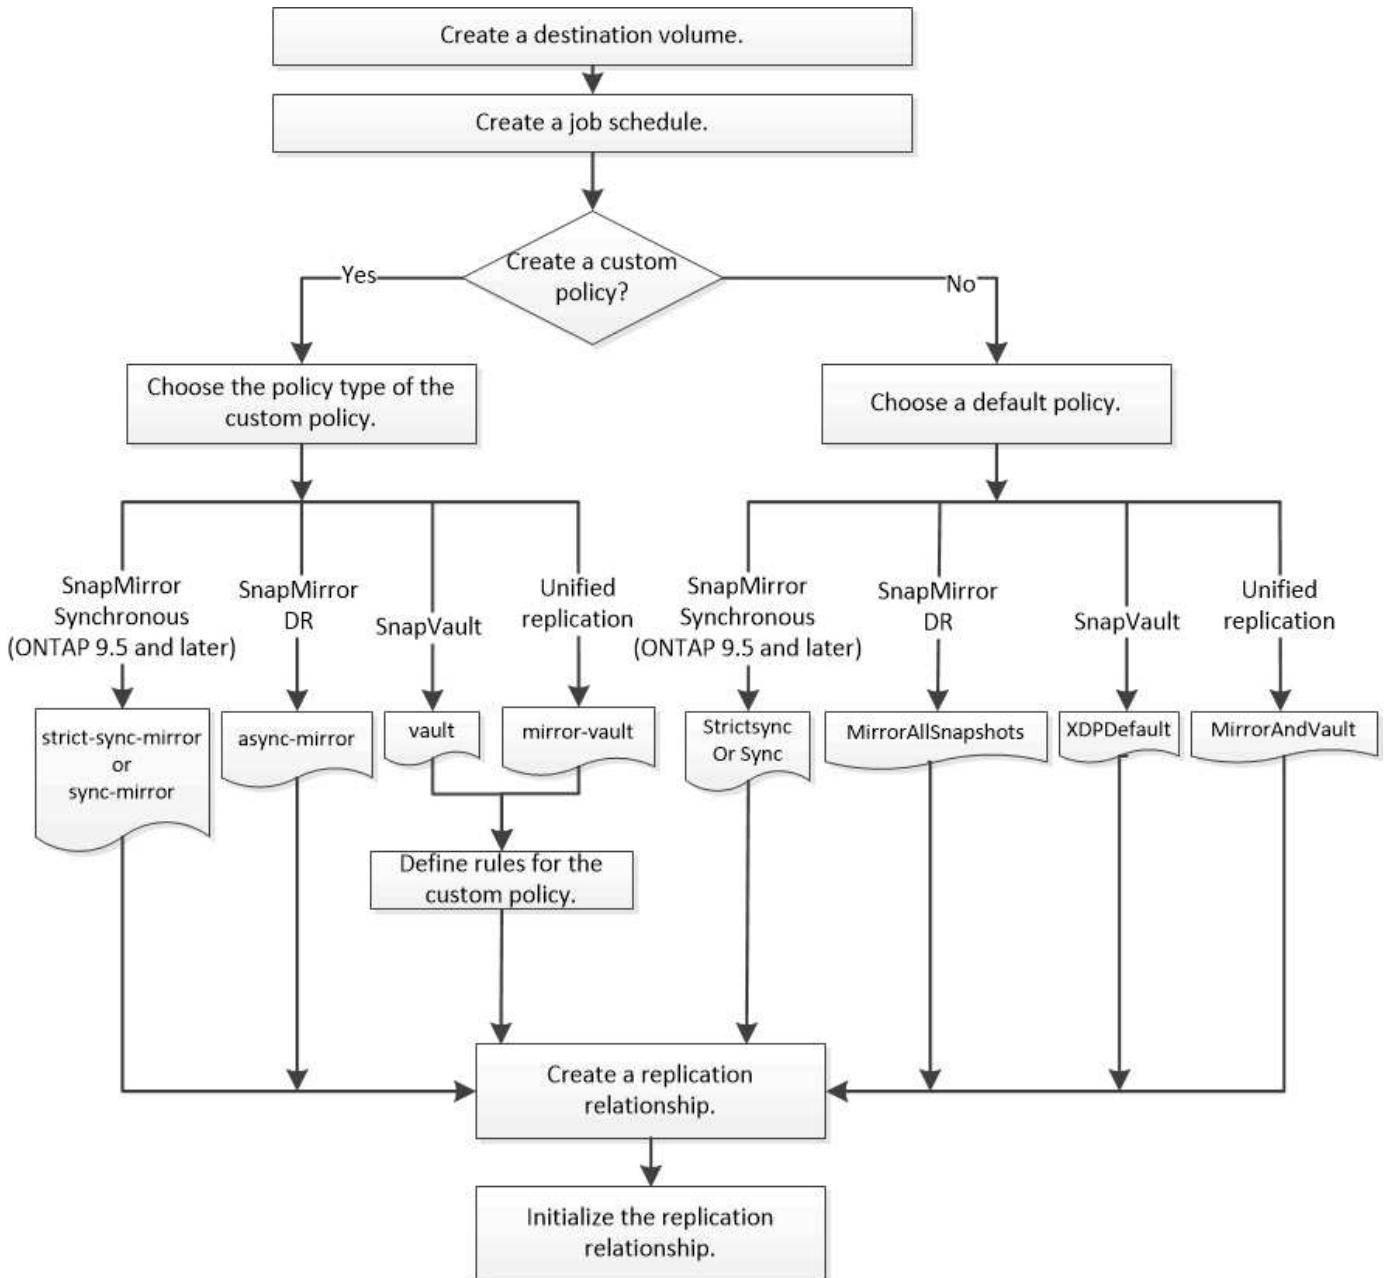 Create a destination volume.
Create a job schedule.
Create a custom
policy?
Yes
No
Choose the policy type of the
custom policy.
Choose a default policy.
SnapMirror
Synchronous
(ONTAP 9.5 and later)
SnapMirror
DR
SnapVault
Unified
replication
SnapMirror
Synchronous
(ONTAP 9.5 and later)
SnapMirror
DR
SnapVault
Unified
replication
strict-sync-mirror
or
sync-mirror
async-mirror
vault
mirror-vault
Strictsync
Or Sync
MirrorAllSnapshots
XDPDefault
MirrorAndVault
Define rules for the
custom policy.
Create a replication
relationship.
Initialize the replication
relationship.